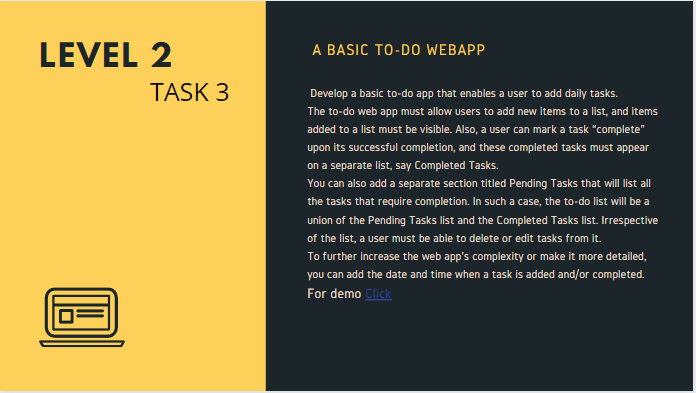 LEVEL 2
TASK 3
A BASIC TO-DO WEBAPP
Develop a basic to-do app that enables a user to add daily tasks.
The to-do web app must allow users to add new items to a list, and items
added to a list must be visible. Also, a user can mark a task “complete”
upon its successful completion, and these completed tasks must appear
on a separate list, say Completed Tasks.
You can also add a separate section titled Pending Tasks that will list all
the tasks that require completion. In such a case, the to-do list will be a
union of the Pending Tasks list and the Completed Tasks list. Irrespective
of the list, a user must be able to delete or edit tasks from it.
To further increase the web app’s complexity or make it more detailed,
you can add the date and time when a task is added and/or completed.
For demo Click